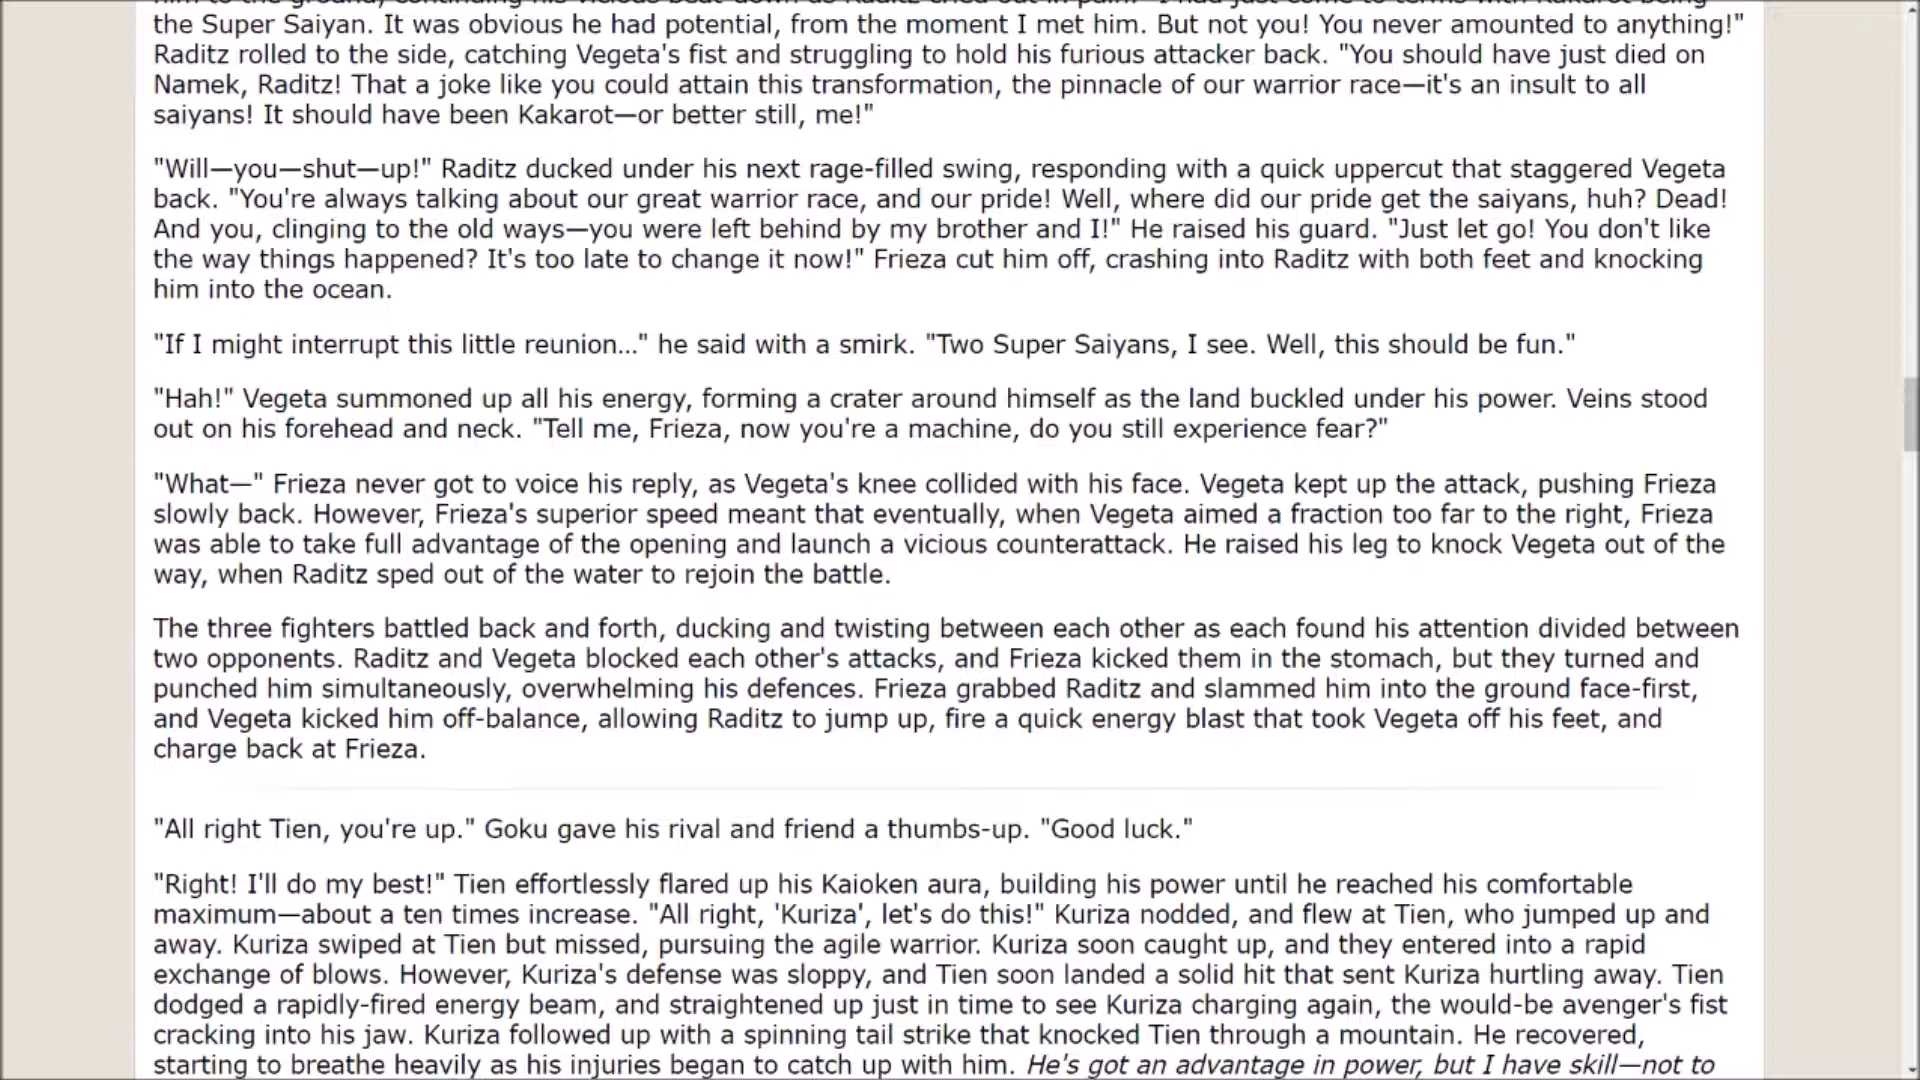 the Super Saiyan. It was obvious he had potential, from the moment I met him. But not you! You never amounted to anything!"
Raditz rolled to the side, catching Vegeta's fist and struggling to hold his furious attacker back. "You should have just died on
Namek, Raditz! That a joke like you could attain this transformation, the pinnacle of our warrior race—it's an insult to all
saiyans! It should have been Kakarot—or better still, me!"
"Will—you—shut—up!" Raditz ducked under his next rage-filled swing, responding with a quick uppercut that staggered Vegeta
back. "You're always talking about our great warrior race, and our pride! Well, where did our pride get the saiyans, huh? Dead!
And you, clinging to the old ways—you were left behind by my brother and I!" He raised his guard. "Just let go! You don't like
the way things happened? It's too late to change it now!" Frieza cut him off, crashing into Raditz with both feet and knocking
him into the ocean.
"If I might interrupt this little reunion..." he said with a smirk. "Two Super Saiyans, I see. Well, this should be fun."
"Hah!" Vegeta summoned up all his energy, forming a crater around himself as the land buckled under his power. Veins stood
out on his forehead and neck. "Tell me, Frieza, now you're a machine, do you still experience fear?"
"What—" Frieza never got to voice his reply, as Vegeta's knee collided with his face. Vegeta kept up the attack, pushing Frieza
slowly back. However, Frieza's superior speed meant that eventually, when Vegeta aimed a fraction too far to the right, Frieza
was able to take full advantage of the opening and launch a vicious counterattack. He raised his leg to knock Vegeta out of the
way, when Raditz sped out of the water to rejoin the battle.
The three fighters battled back and forth, ducking and twisting between each other as each found his attention divided between
two opponents. Raditz and Vegeta blocked each other's attacks, and Frieza kicked them in the stomach, but they turned and
punched him simultaneously, overwhelming his defences. Frieza grabbed Raditz and slammed him into the ground face-first,
and Vegeta kicked him off-balance, allowing Raditz to jump up, fire a quick energy blast that took Vegeta off his feet, and
charge back at Frieza.
"All right Tien, you're up." Goku gave his rival and friend a thumbs-up. "Good luck."
"Right! I'll do my best!" Tien effortlessly flared up his Kaioken aura, building his power until he reached his comfortable
maximum—about a ten times increase. "All right, 'Kuriza', let's do this!" Kuriza nodded, and flew at Tien, who jumped up and
away. Kuriza swiped at Tien but missed, pursuing the agile warrior. Kuriza soon caught up, and they entered into a rapid
exchange of blows. However, Kuriza's defense was sloppy, and Tien soon landed a solid hit that sent Kuriza hurtling away. Tien
dodged a rapidly-fired energy beam, and straightened up just in time to see Kuriza charging again, the would-be avenger's fist
cracking into his jaw. Kuriza followed up with a spinning tail strike that knocked Tien through a mountain. He recovered,
starting to breathe heavily as his injuries began to catch up with him. He's got an advantage in power, but I have skill—not to